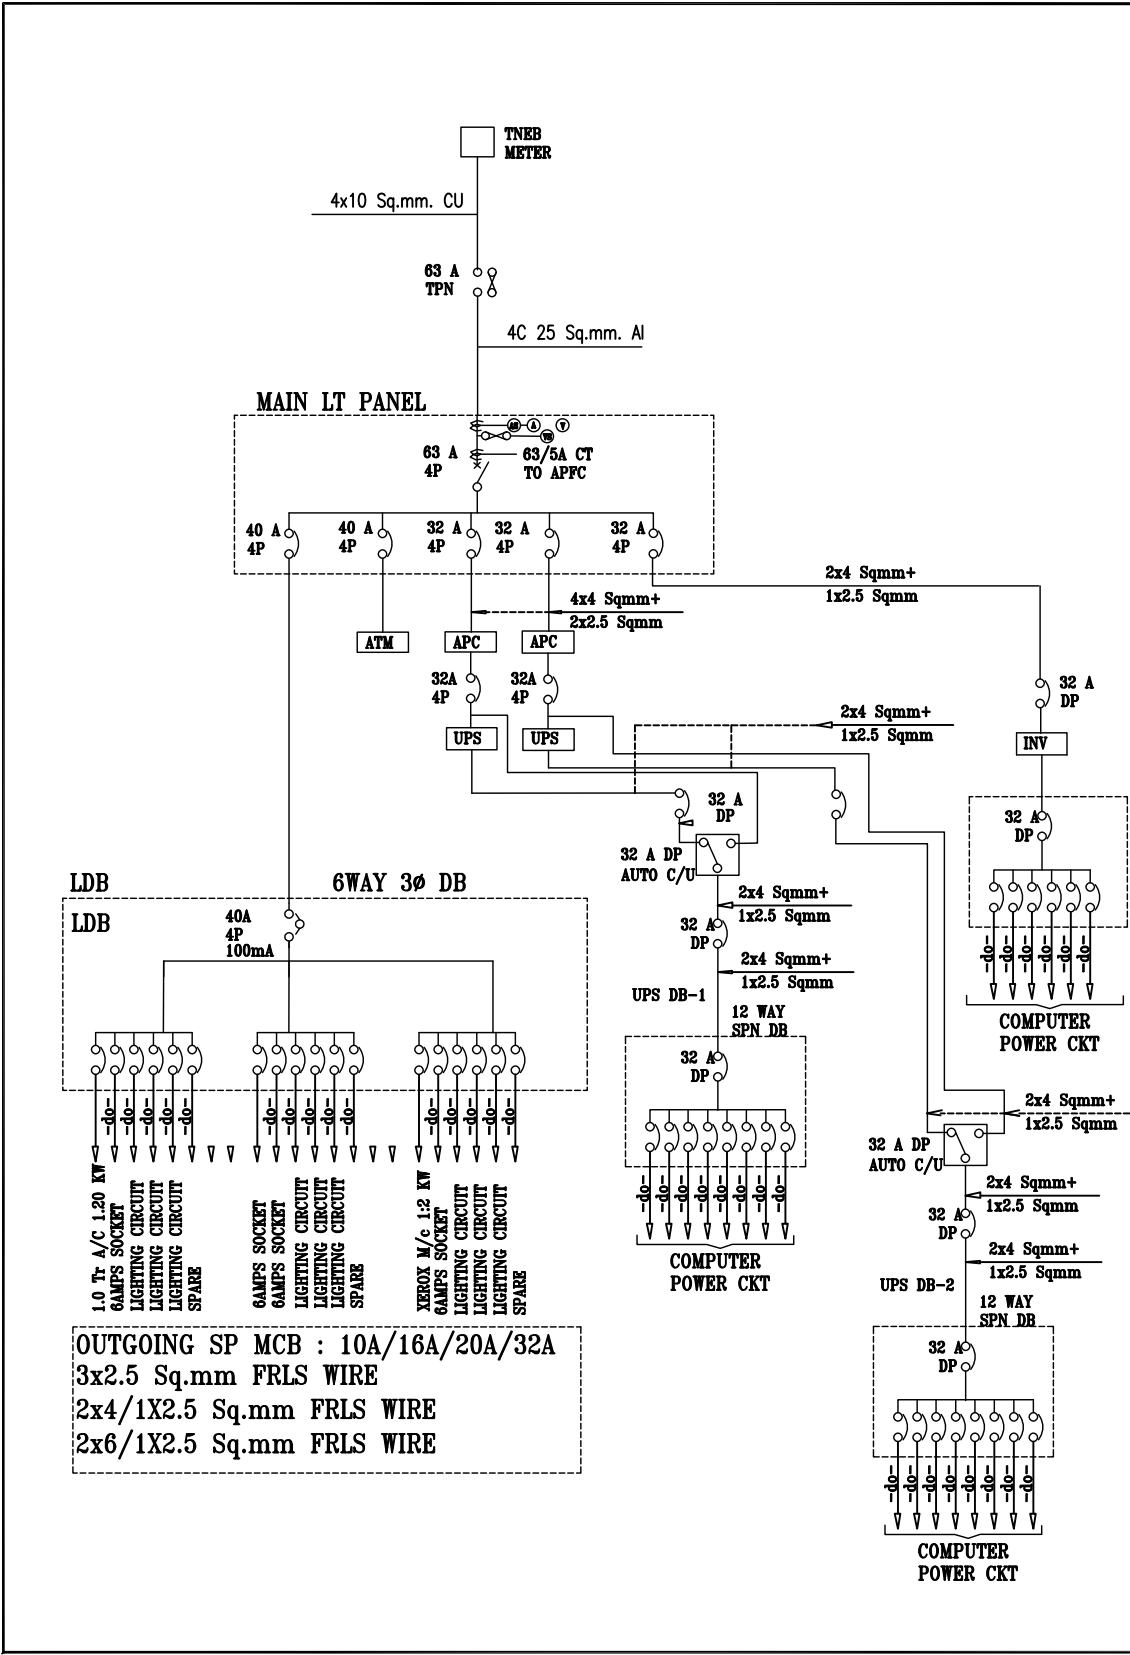 TNEB
METER
4x10 Sq.mm. CU
63 A
TPN
4C 25 Sq.mm. Al
MAIN LT PANEL
AS
A
V
VS
63 A
4P
63/5A CT
TO APFC
40 A
4P
40 A
4P
32 A
4P
32 A
4P
32 A
4P
2x4 Sqmm+
1x2.5 Sqmm
4x4 Sqmm+
2x2.5 Sqmm
ATM
APC
APC
32A
4P
32A
4P
32 A
DP
2x4 Sqmm+
1x2.5 Sqmm
UPS
UPS
INV
32 A
DP
32 A
DP
32 A DP
AUTO C/U
LDB
6WAY 3ø DB
2x4 Sqmm+
1x2.5 Sqmm
LDB
40A
4P
100mA
32 A
DP
-do-
-do-
-do-
-do-
-do-
2x4 Sqmm+
1x2.5 Sqmm
UPS DB-1
12 WAY
SPN DB
COMPUTER
POWER CKT
32 A
DP
-do-
-do-
-do-
-do-
-do-
-do-
-do-
-do-
-do-
-do-
-do-
-do-
2x4 Sqmm+
1x2.5 Sqmm
32 A DP
AUTO C/U
1.0 Tr A/C 1.20 KW
6AMPS SOCKET
LIGHTING CIRCUIT
LIGHTING CIRCUIT
LIGHTING CIRCUIT
SPARE
6AMPS SOCKET
6AMPS SOCKET
LIGHTING CIRCUIT
LIGHTING CIRCUIT
LIGHTING CIRCUIT
SPARE
XEROX M/c 1:2 KW
6AMPS SOCKET
LIGHTING CIRCUIT
LIGHTING CIRCUIT
LIGHTING CIRCUIT
SPARE
-do-
-do-
-do-
-do-
-do-
-do-
-do-
2x4 Sqmm+
1x2.5 Sqmm
32 A
DP
COMPUTER
POWER CKT
2x4 Sqmm+
1x2.5 Sqmm
UPS DB-2
12 WAY
SPN DB
OUTGOING SP MCB : 10A/16A/20A/32A
3x2.5 Sq.mm FRLS WIRE
2x4/1X2.5 Sq.mm FRLS WIRE
2x6/1X2.5 Sq.mm FRLS WIRE
32 A
DP
-do-
-do-
-do-
-do-
-do-
-do-
-do-
COMPUTER
POWER CKT